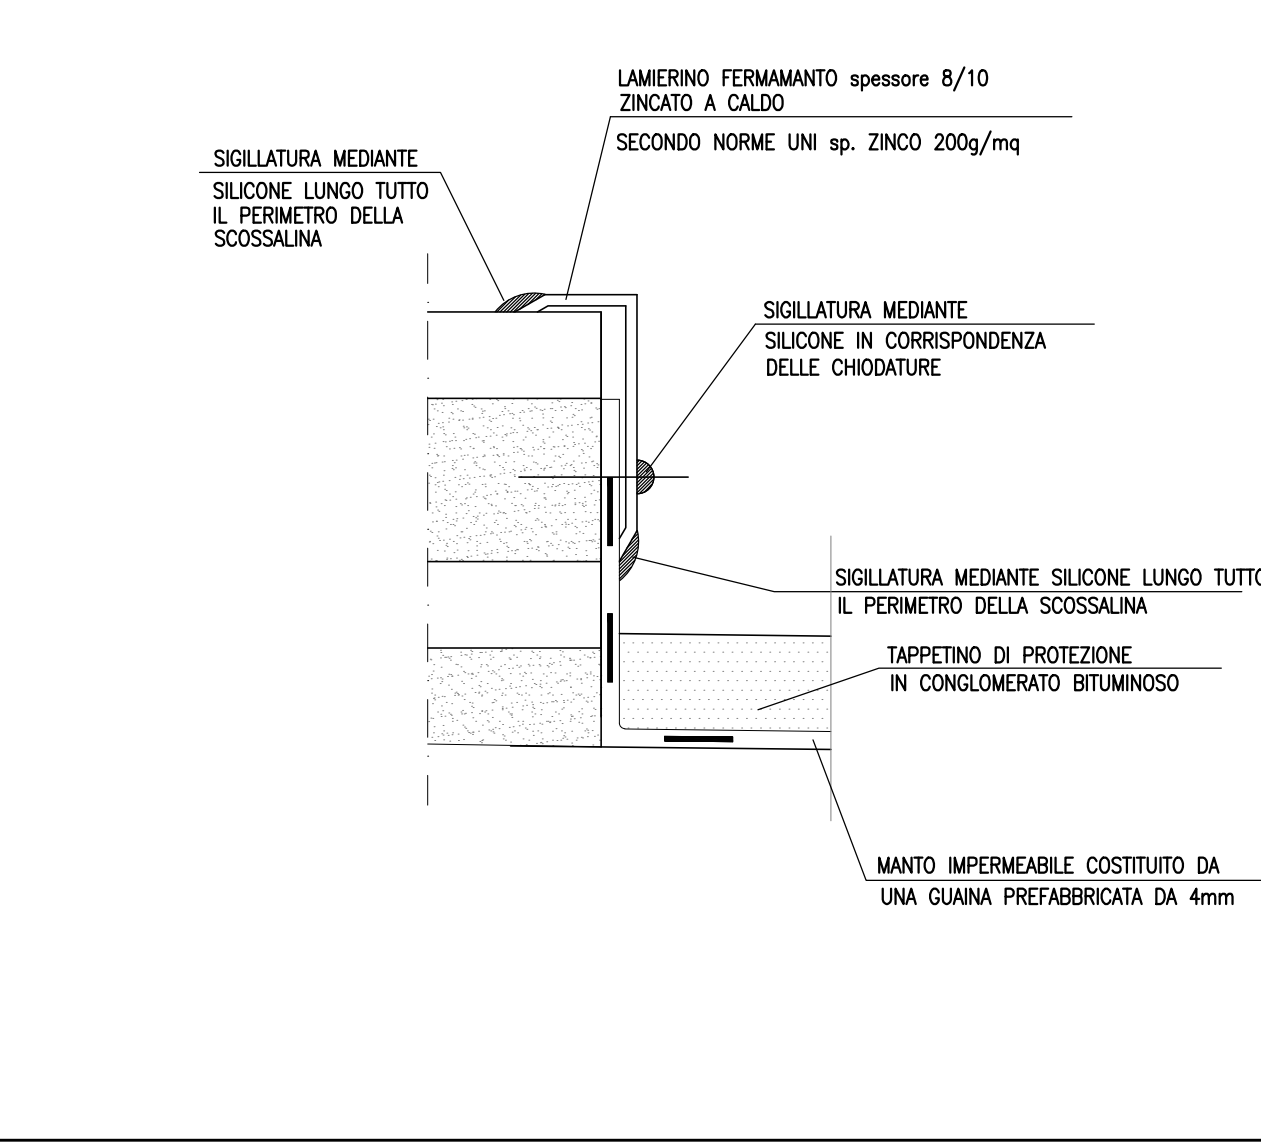 LAMIERINO FERMAMANTO spessore 8/10
ZINCATO A CALDO
SECONDO NORME UNI sp. ZINCO 200g/mq
SIGILLATURA MEDIANTE
SILICONE LUNGO TUTTO
IL PERIMETRO DELLA
SCOSSALINA
SIGILLATURA MEDIANTE
SILICONE IN CORRISPONDENZA
DELLE CHIODATURE
SIGILLATURA MEDIANTE SILICONE LUNGO TUTTO
IL PERIMETRO DELLA SCOSSALINA
TAPPETINO DI PROTEZIONE
IN CONGLOMERATO BITUMINOSO
MANTO IMPERMEABILE COSTITUITO DA
UNA GUAINA PREFABBRICATA DA 4mm